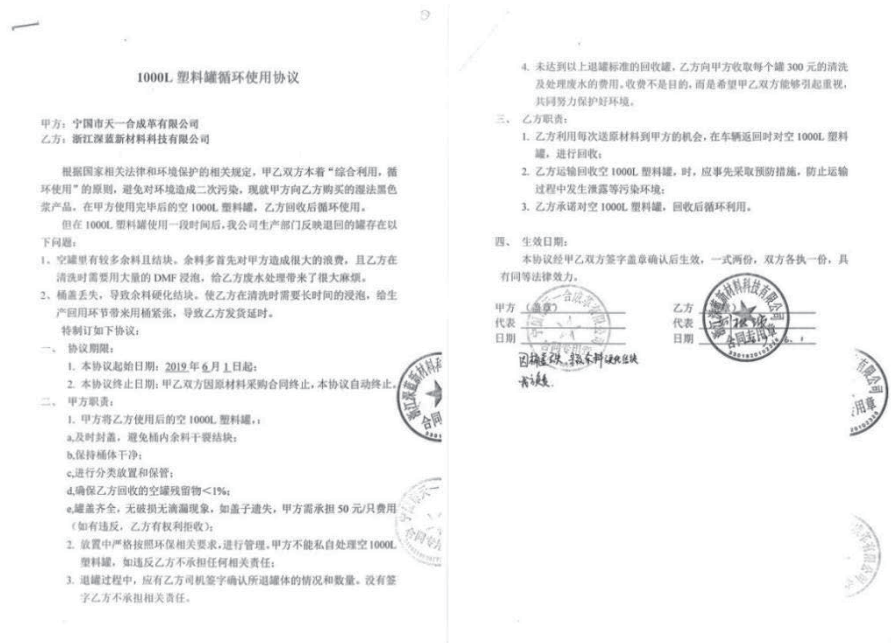 1000L 塑料罐循环使用协议
甲方：宁国市天一合成革有限公司
乙方：浙江深蓝新材料科技有限公司
根据国家相关法律和环境保护的相关规定，甲乙双方本着“综合利用，循
环使用”的原则，避免对环境造成二次污染，现就甲方向乙方购买的湿法黑色
浆产品，在甲方使用完毕后的空 1000L 塑料罐，乙方回收后循环使用。
但在 1000L 塑料罐使用一段时间后，我公司生产部门反映退回的罐存在以
下问题：
1、空罐里有较多余料且结块。余料多首先对甲方造成很大的浪费，且乙方在
清洗时需要用大量的 DMF 浸泡，给乙方废水处理带来了很大麻烦。
2、桶盖丢失，导致余料硬化结块。使乙方在清洗时需要长时间的浸泡，给生
产回用环节带来用桶紧张，导致乙方发货延时。
特制订如下协议：
一、 协议期限：
1. 本协议起始日期：2019 年 6 月 1 日起；
2. 本协议终止日期：甲乙双方因原材料采购合同终止，本协议自动终止。
二、 甲方职责：
1. 甲方将乙方使用后的空 1000L 塑料罐，：
a,及时封盖，避免桶内余料干裂结块；
b,保持桶体干净；
c,进行分类放置和保管；
d,确保乙方回收的空罐残留物＜1%；
e,罐盖齐全，无破损无滴漏现象，如盖子遗失，甲方需承担 50 元/只费用
（如有违反，乙方有权利拒收）；
2. 放置中严格按照环保相关要求，进行管理。甲方不能私自处理空 1000L
塑料罐，如违反乙方不承担任何相关责任；
3. 退罐过程中，应有乙方司机签字确认所退罐体的情况和数量。没有签
字乙方不承担相关责任。
4. 未达到以上退罐标准的回收罐，乙方向甲方收取每个罐 300 元的清洗
及处理废水的费用。收费不是目的，而是希望甲乙双方能够引起重视，
共同努力保护好环境。
三、 乙方职责：
1. 乙方利用每次送原材料到甲方的机会，在车辆返回时对空 1000L 塑料
罐，进行回收；
2. 乙方运输回收空 1000L 塑料罐，时，应事先采取预防措施，防止运输
过程中发生泄露等污染环境；
3. 乙方承诺对空 1000L 塑料罐，回收后循环利用。
四、 生效日期：
本协议经甲乙双方签字盖章确认后生效，一式两份，双方各执一份，具
有同等法律效力。
甲方 （盖章） 乙方
代表 代表
日期 日期
因桶盖丢失，导致余料硬化结块
浙江深蓝新材料科技有限公司
合同专用章